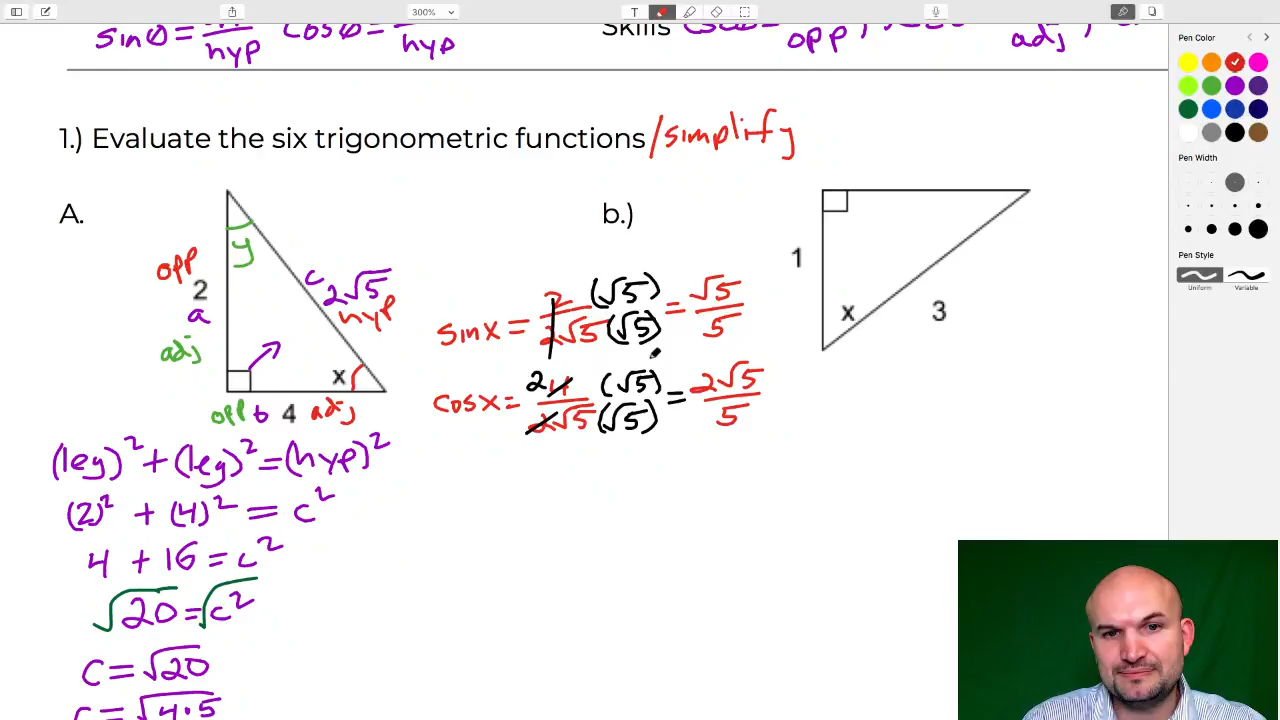 300%
T
sinθ = hyp cosθ = hyp
Skills
opp , adj ,
Pen Color
1.) Evaluate the six trigonometric functions /simplify
Pen Width
Pen Style
Uniform Variable
A.
b.)
y
opp
2
a
adj
c
2√5
hyp
x
opp b 4 adj
1
x
3
sin x = 2/2√5 (√5)/(√5) = √5/5
cos x = 2 4/2√5 (√5)/(√5) = 2√5/5
(leg)² + (leg)² = (hyp)²
(2)² + (4)² = c²
4 + 16 = c²
√20 = √c²
c = √20
c = √4·5